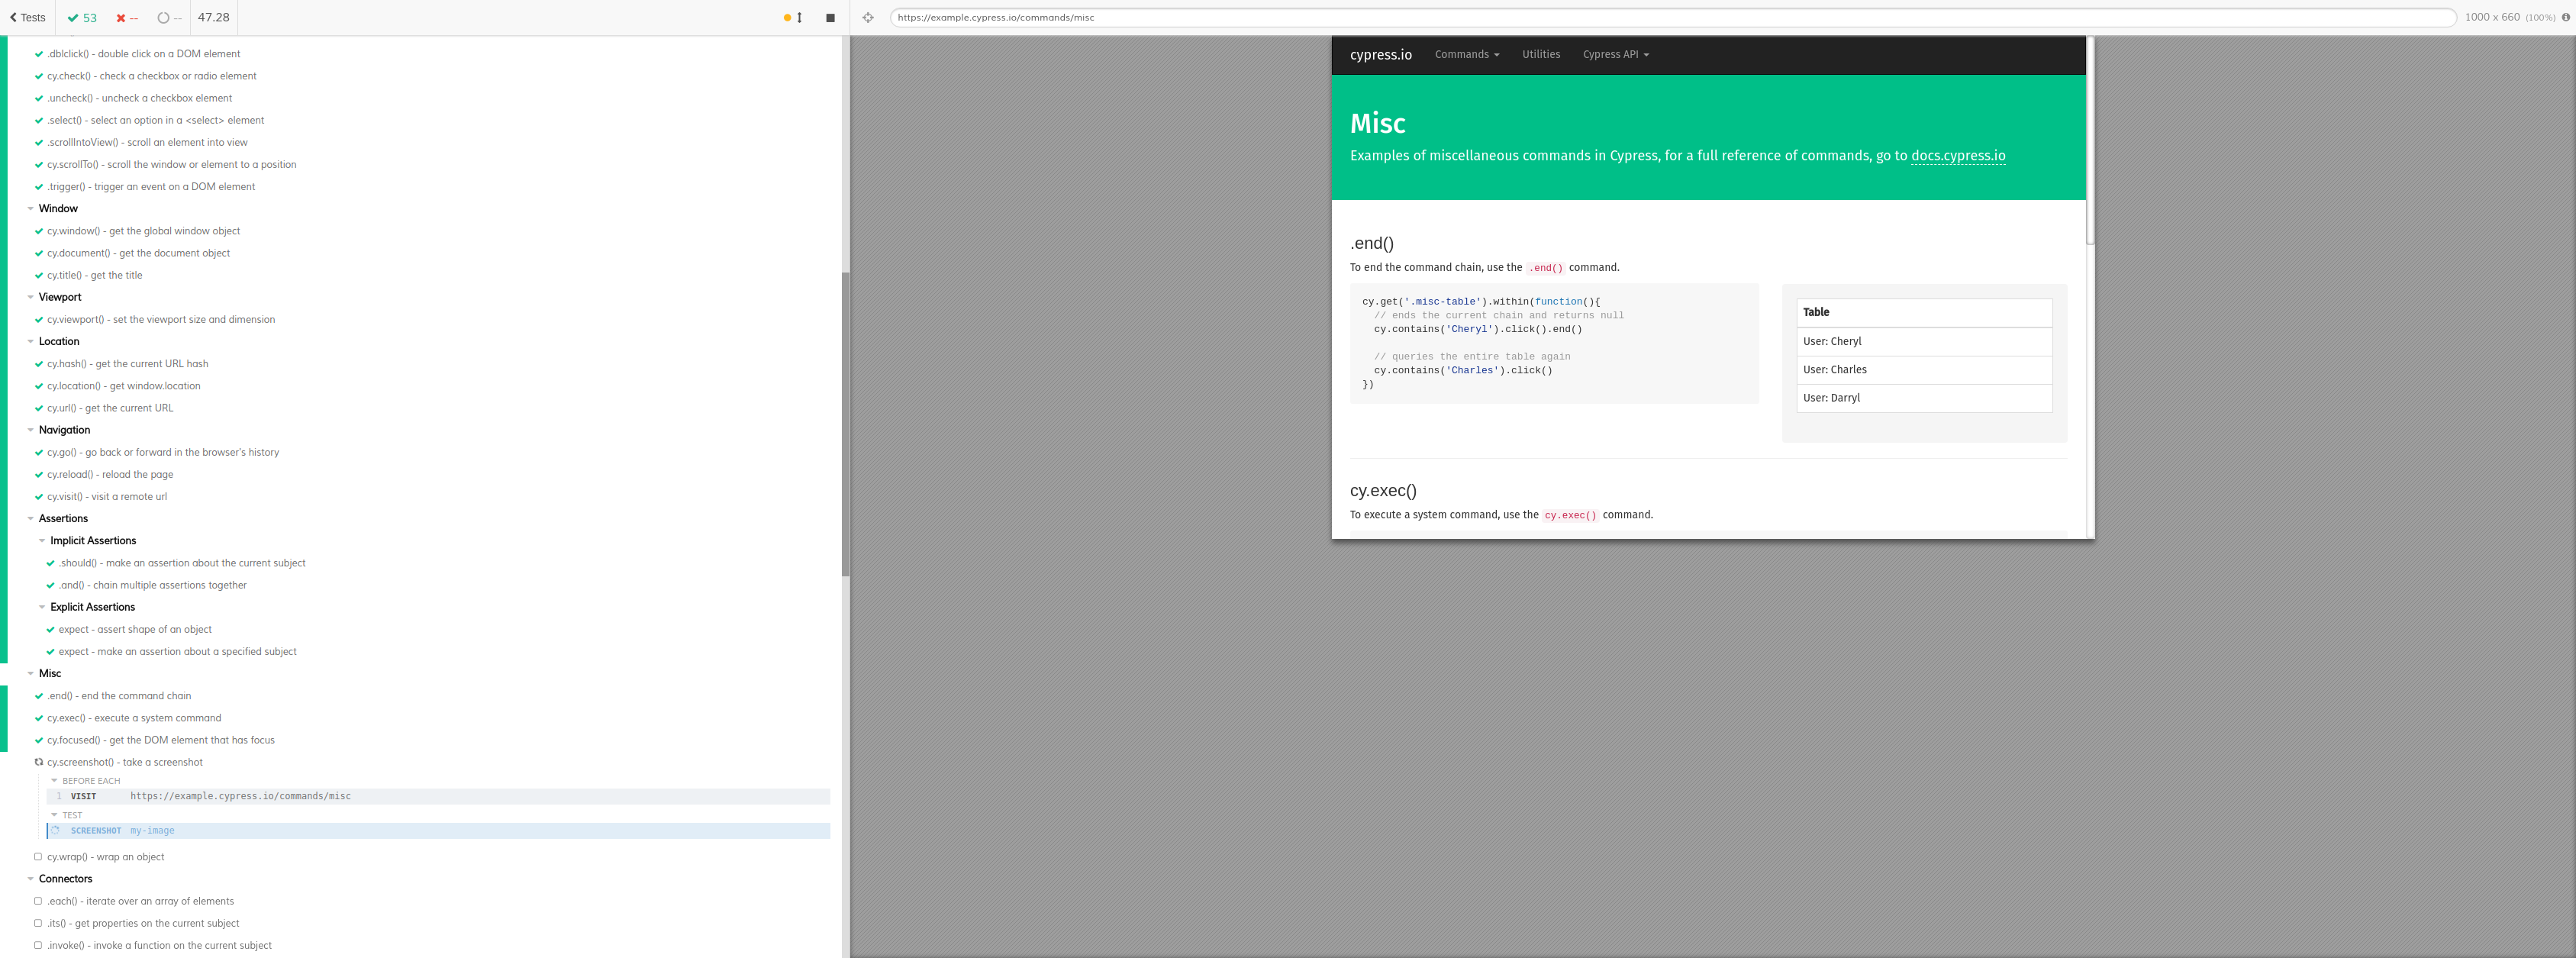 Tests 53 -- -- 47.28
.dblclick() - double click on a DOM element
cy.check() - check a checkbox or radio element
.uncheck() - uncheck a checkbox element
.select() - select an option in a <select> element
.scrollIntoView() - scroll an element into view
cy.scrollTo() - scroll the window or element to a position
.trigger() - trigger an event on a DOM element
Window
cy.window() - get the global window object
cy.document() - get the document object
cy.title() - get the title
Viewport
cy.viewport() - set the viewport size and dimension
Location
cy.hash() - get the current URL hash
cy.location() - get window.location
cy.url() - get the current URL
Navigation
cy.go() - go back or forward in the browser's history
cy.reload() - reload the page
cy.visit() - visit a remote url
Assertions
Implicit Assertions
.should() - make an assertion about the current subject
.and() - chain multiple assertions together
Explicit Assertions
expect - assert shape of an object
expect - make an assertion about a specified subject
Misc
.end() - end the command chain
cy.exec() - execute a system command
cy.focused() - get the DOM element that has focus
cy.screenshot() - take a screenshot
BEFORE EACH
1 VISIT https://example.cypress.io/commands/misc
TEST
SCREENSHOT my-image
cy.wrap() - wrap an object
Connectors
.each() - iterate over an array of elements
.its() - get properties on the current subject
.invoke() - invoke a function on the current subject
https://example.cypress.io/commands/misc 1000 x 660 (100%)
cypress.io Commands Utilities Cypress API
Misc
Examples of miscellaneous commands in Cypress, for a full reference of commands, go to docs.cypress.io
.end()
To end the command chain, use the .end() command.
cy.get('.misc-table').within(function(){
// ends the current chain and returns null
cy.contains('Cheryl').click().end()
// queries the entire table again
cy.contains('Charles').click()
})
Table
User: Cheryl
User: Charles
User: Darryl
cy.exec()
To execute a system command, use the cy.exec() command.